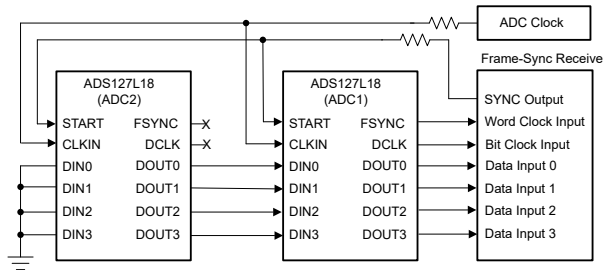 ADC Clock
Frame-Sync Receive
ADS127L18
(ADC2)
START FSYNC X
CLKIN DCLK X
DIN0 DOUT0
DIN1 DOUT1
DIN2 DOUT2
DIN3 DOUT3
ADS127L18
(ADC1)
START FSYNC
CLKIN DCLK
DIN0 DOUT0
DIN1 DOUT1
DIN2 DOUT2
DIN3 DOUT3
SYNC Output
Word Clock Input
Bit Clock Input
Data Input 0
Data Input 1
Data Input 2
Data Input 3